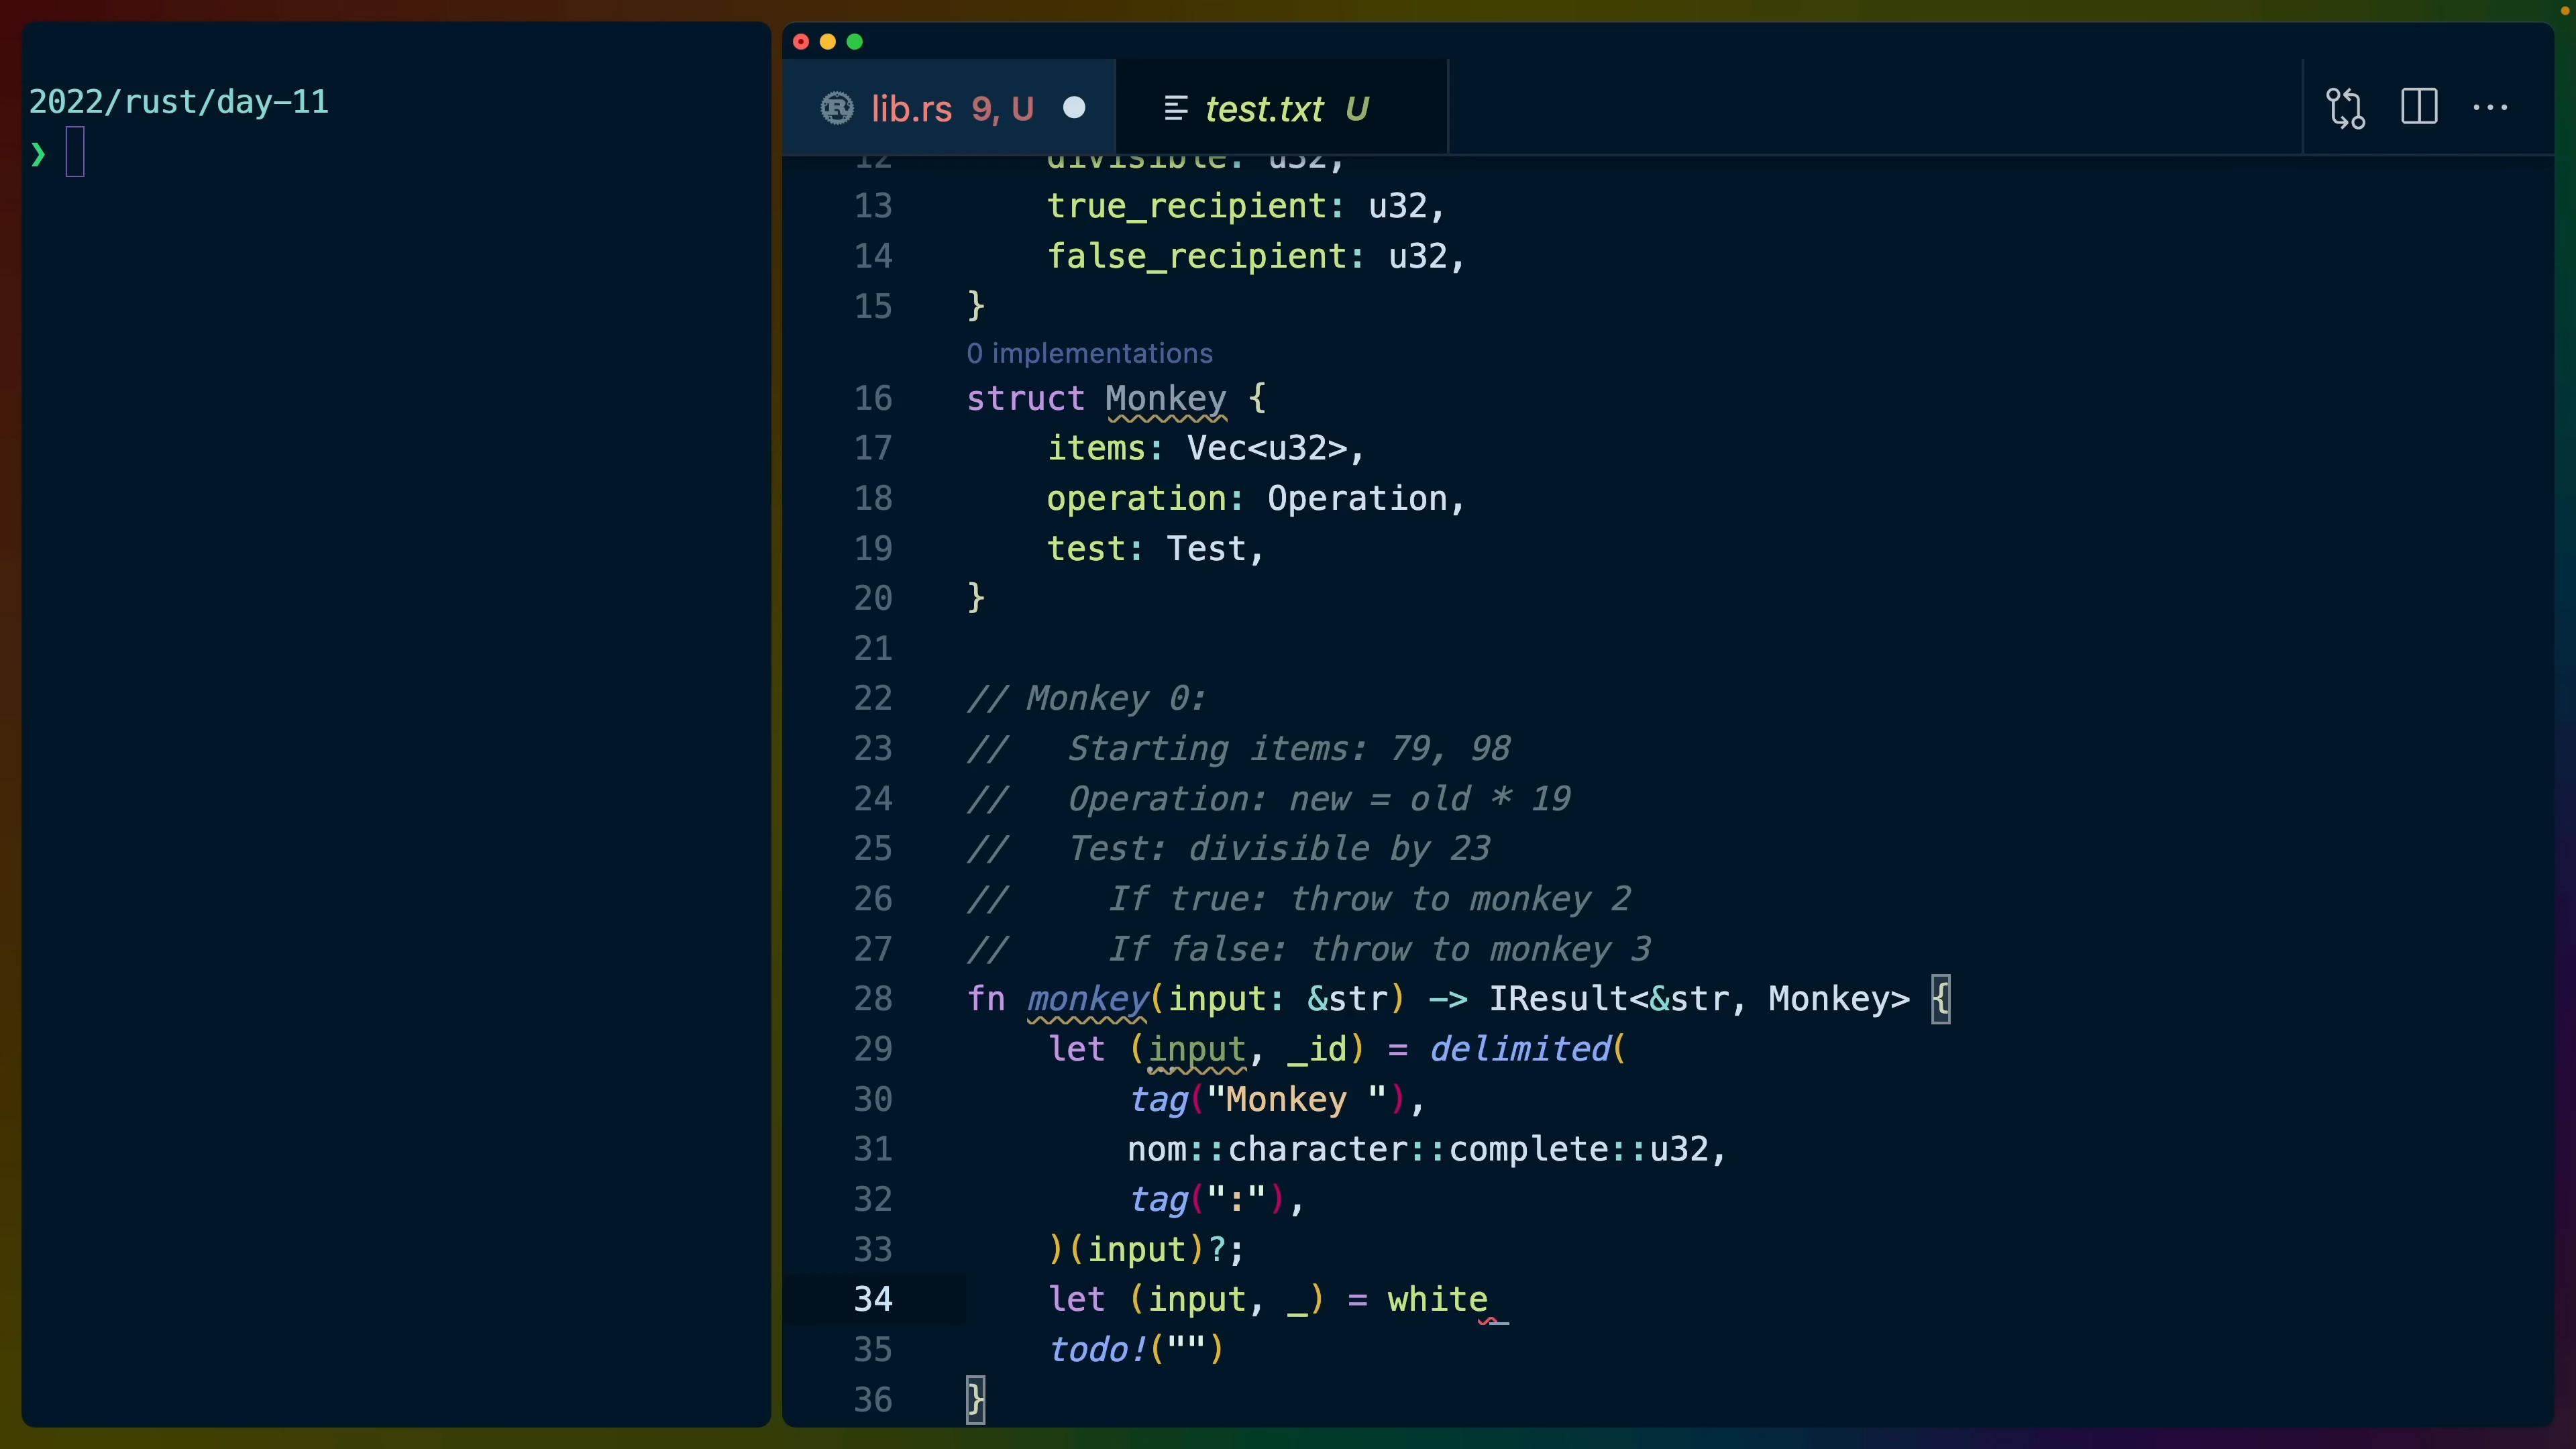 2022/rust/day-11
❯
lib.rs 9, U
test.txt U
12 divisible: u32,
13 true_recipient: u32,
14 false_recipient: u32,
15 }
0 implementations
16 struct Monkey {
17 items: Vec<u32>,
18 operation: Operation,
19 test: Test,
20 }
21
22 // Monkey 0:
23 //   Starting items: 79, 98
24 //   Operation: new = old * 19
25 //   Test: divisible by 23
26 //     If true: throw to monkey 2
27 //     If false: throw to monkey 3
28 fn monkey(input: &str) -> IResult<&str, Monkey> {
29 let (input, _id) = delimited(
30 tag("Monkey "),
31 nom::character::complete::u32,
32 tag(":"),
33 )(input)?;
34 let (input, _) = white
35 todo!("")
36 }